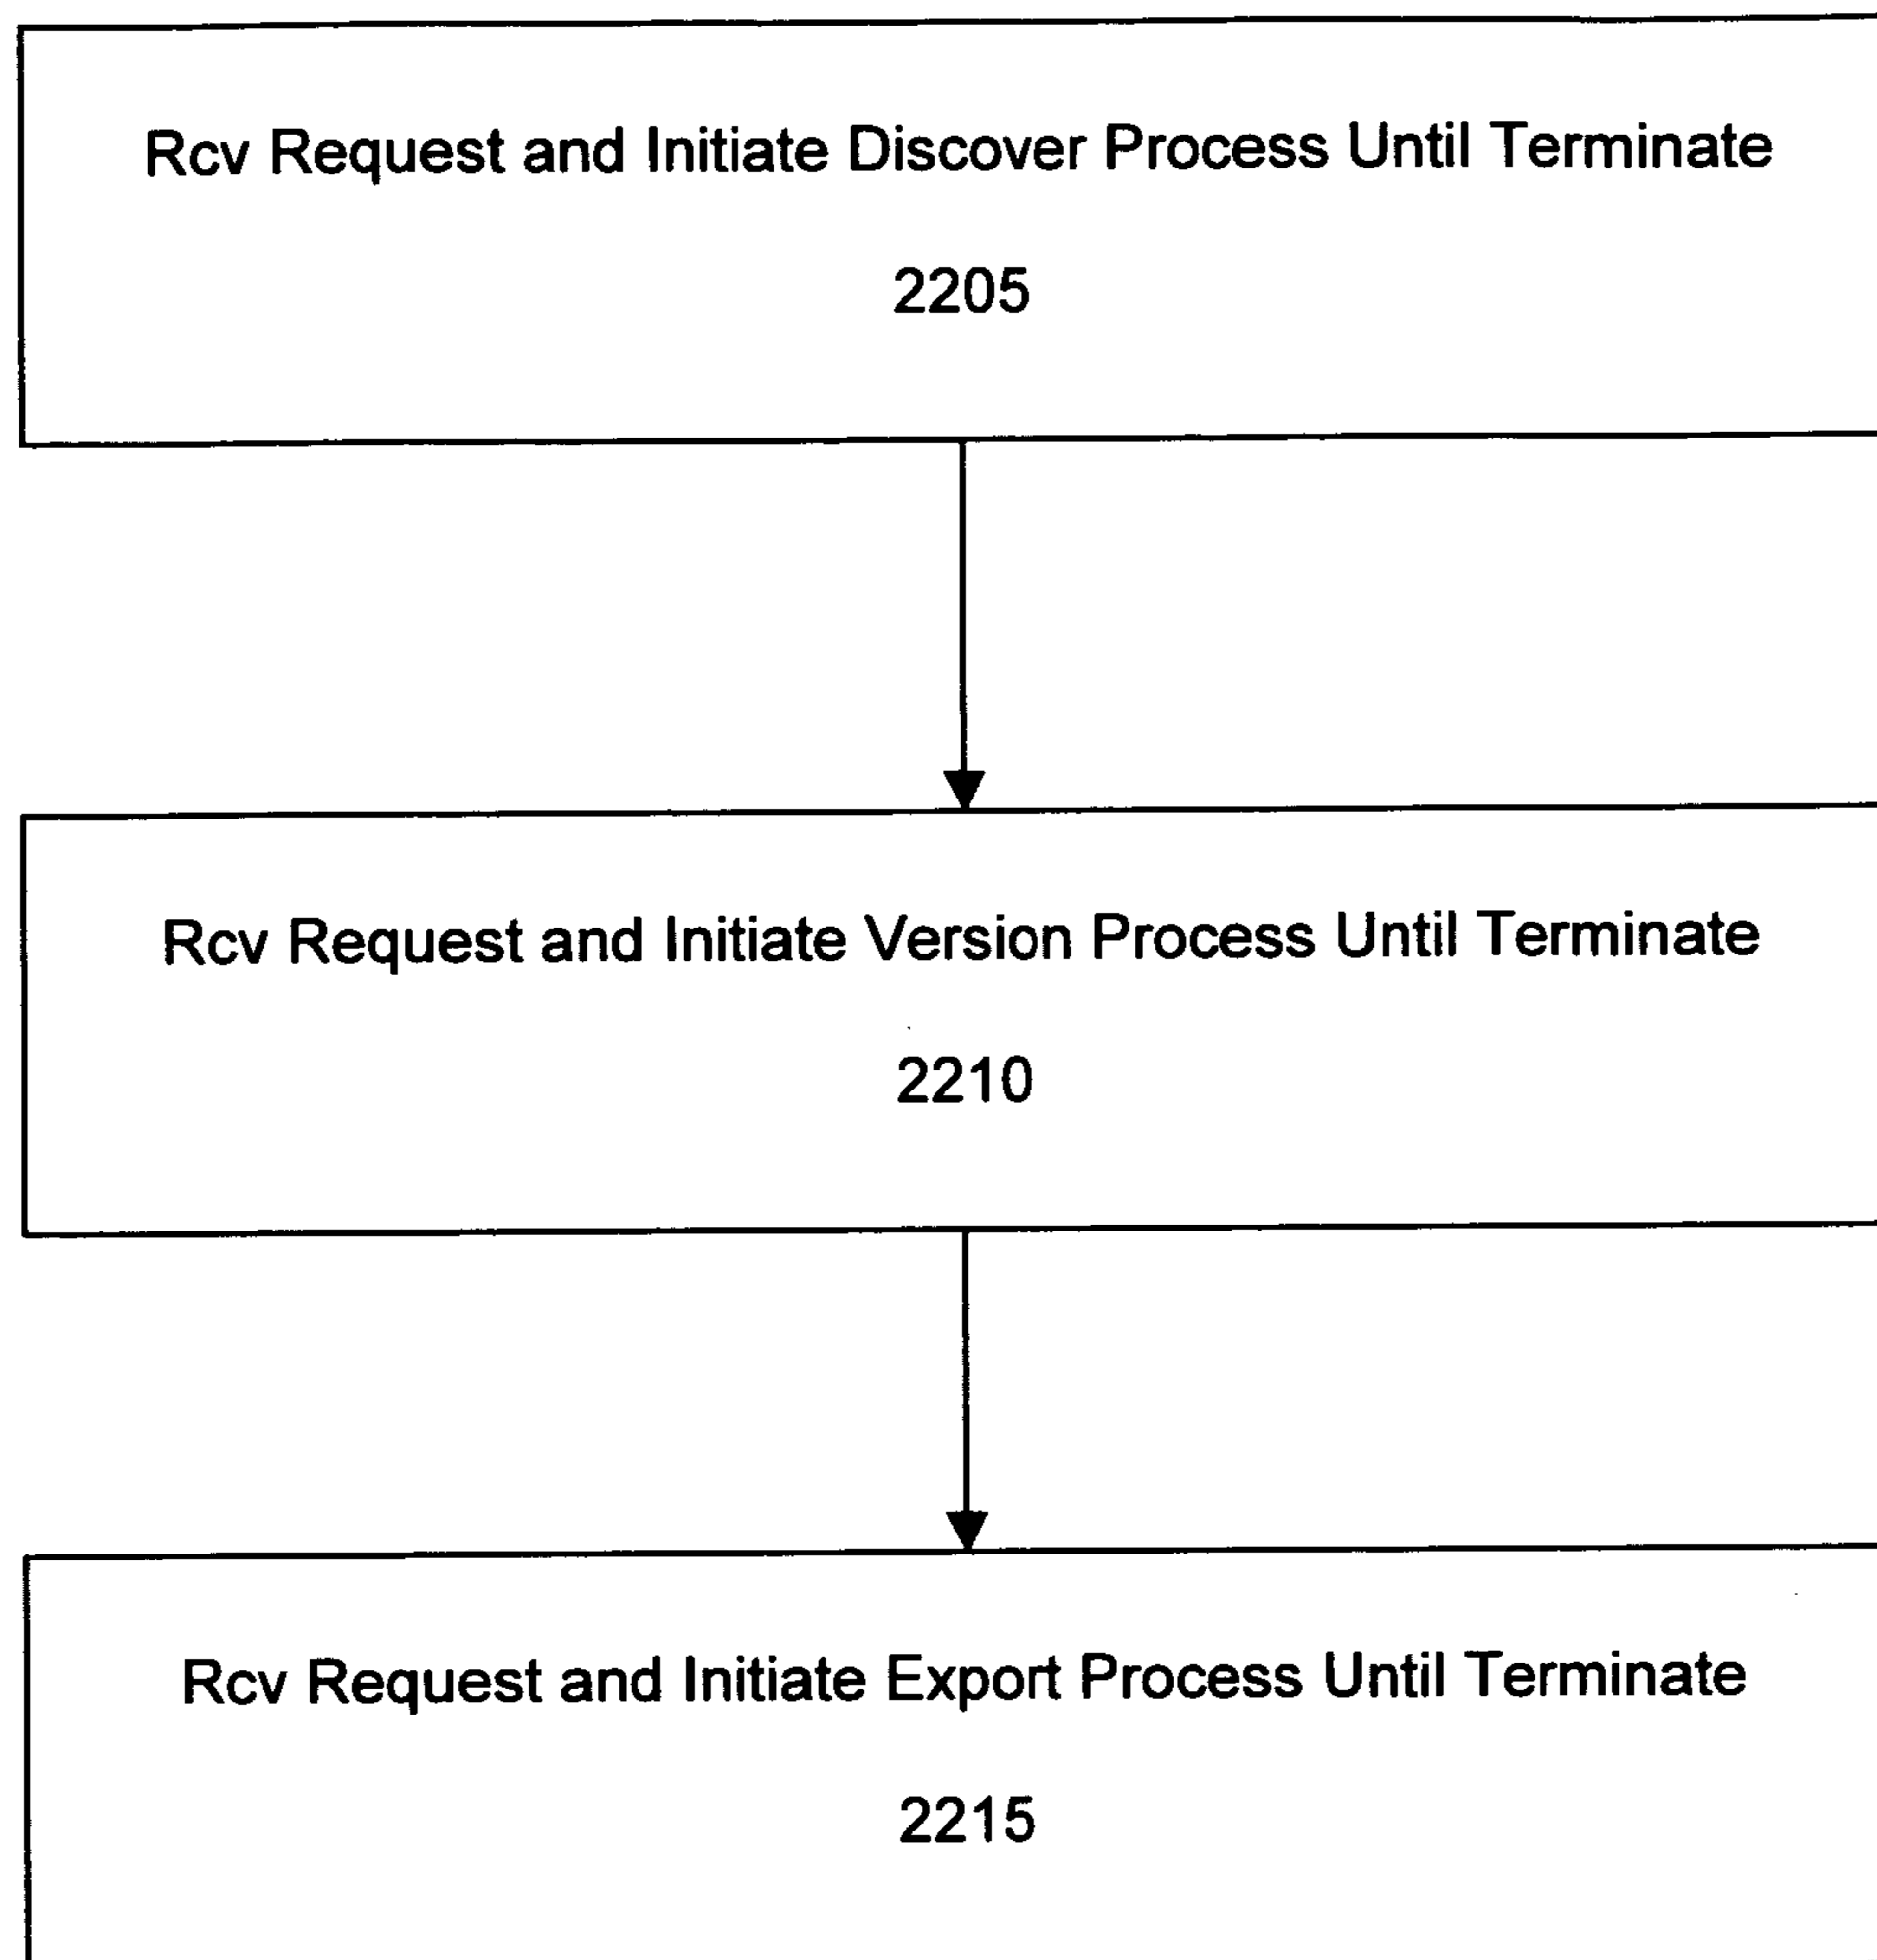 Rcv Request and Initiate Discover Process Until Terminate
2205
Rcv Request and Initiate Version Process Until Terminate
2210
Rcv Request and Initiate Export Process Until Terminate
2215